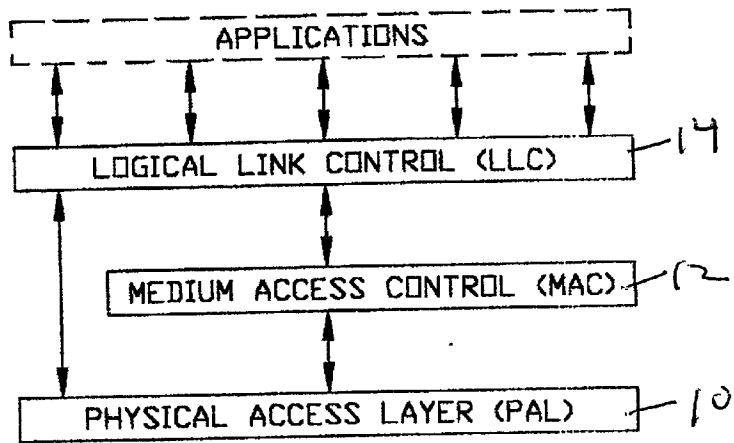 APPLICATIONS
LOGICAL LINK CONTROL (LLC)
14
MEDIUM ACCESS CONTROL (MAC)
12
PHYSICAL ACCESS LAYER (PAL)
10